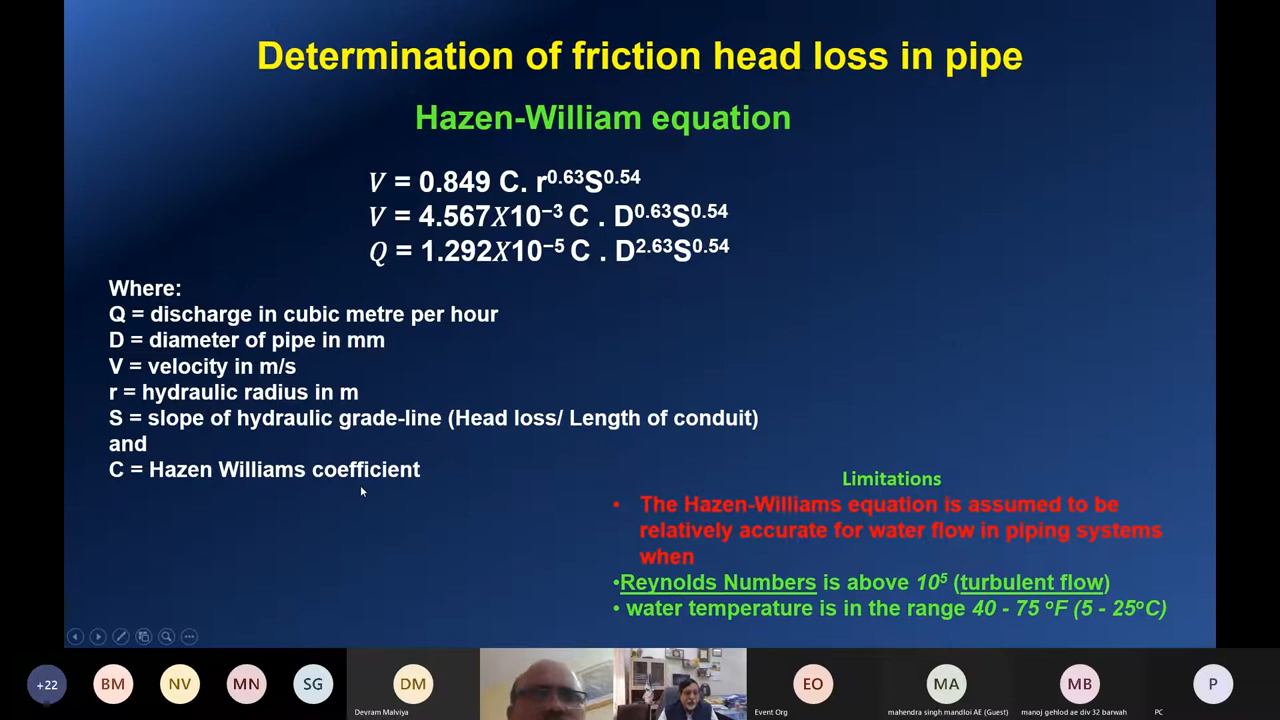 Determination of friction head loss in pipe
Hazen-William equation
𝑉 = 0.849 C. r⁰·⁶³S⁰·⁵⁴
𝑉 = 4.567𝑋10⁻³ C . D⁰·⁶³S⁰·⁵⁴
𝑄 = 1.292𝑋10⁻⁵ C . D²·⁶³S⁰·⁵⁴
Where:
Q = discharge in cubic metre per hour
D = diameter of pipe in mm
V = velocity in m/s
r = hydraulic radius in m
S = slope of hydraulic grade-line (Head loss/ Length of conduit)
and
C = Hazen Williams coefficient
Limitations
• The Hazen-Williams equation is assumed to be
relatively accurate for water flow in piping systems
when
•Reynolds Numbers is above 10⁵ (turbulent flow)
• water temperature is in the range 40 - 75 ᵒF (5 - 25ᵒC)
+22
BM
NV
MN
SG
DM
Devram Malviya
EO
Event Org
MA
mahendra singh mandloi AE (Guest)
MB
manoj gehlod ae div 32 barwah
P
PC